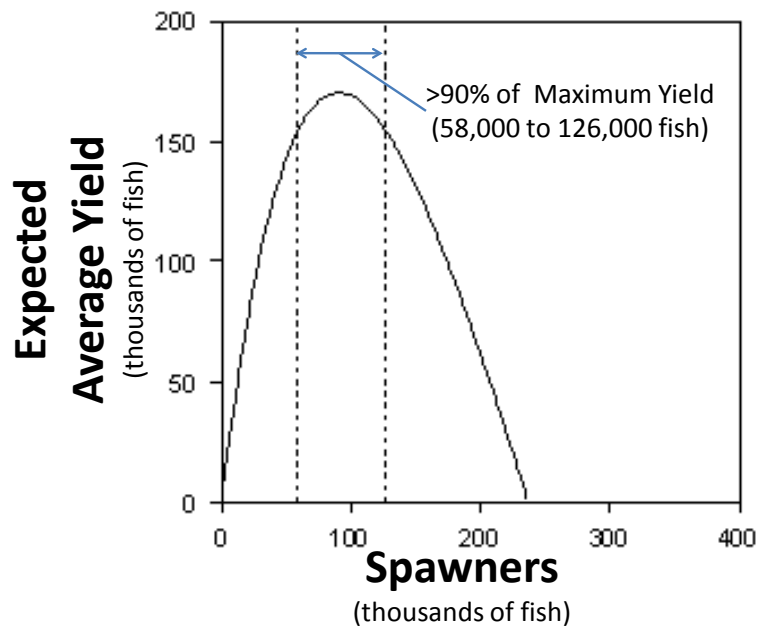 200
150
100
50
0
Expected
Average Yield
(thousands of fish)
>90% of  Maximum Yield
(58,000 to 126,000 fish)
0 100 200 300 400
Spawners
(thousands of fish)